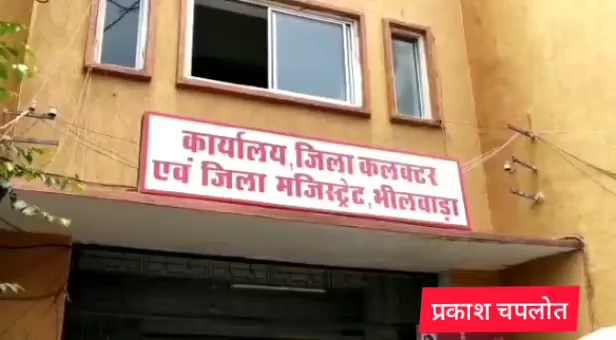 कार्यालय,जिला कलक्टर
एवं जिला मजिस्ट्रेट,भीलवाड़ा
प्रकाश चपलोत